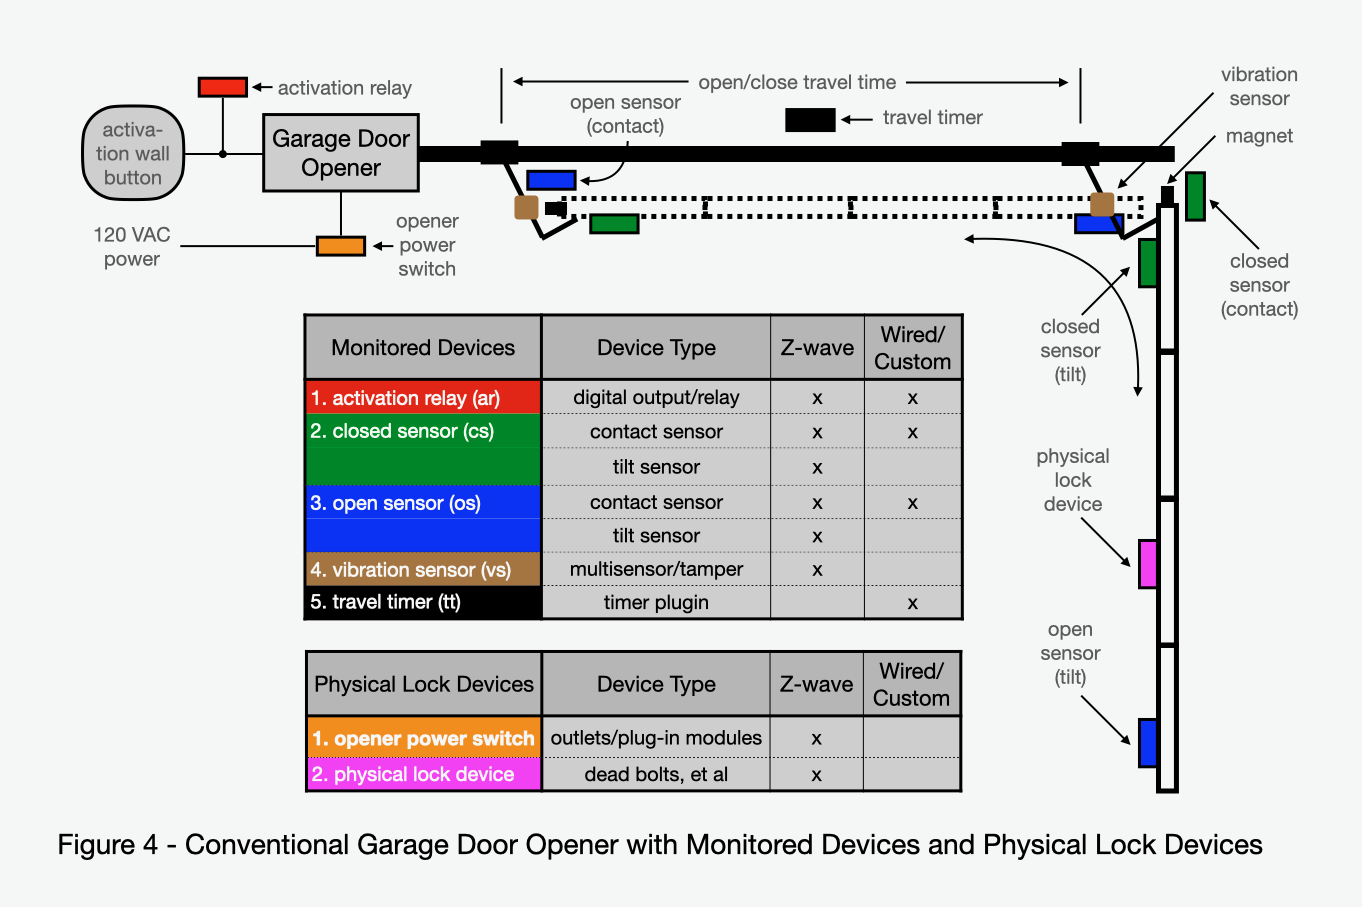 activation relay
open/close travel time
open sensor
(contact)
travel timer
vibration
sensor
magnet
activa-
tion wall
button
Garage Door
Opener
120 VAC
power
opener
power
switch
closed
sensor
(contact)
closed
sensor
(tilt)
physical
lock
device
open
sensor
(tilt)
Monitored Devices Device Type Z-wave Wired/
Custom
1. activation relay (ar) digital output/relay x x
2. closed sensor (cs) contact sensor x x
tilt sensor x
3. open sensor (os) contact sensor x x
tilt sensor x
4. vibration sensor (vs) multisensor/tamper x
5. travel timer (tt) timer plugin x
Physical Lock Devices Device Type Z-wave Wired/
Custom
1. opener power switch outlets/plug-in modules x
2. physical lock device dead bolts, et al x
Figure 4 - Conventional Garage Door Opener with Monitored Devices and Physical Lock Devices